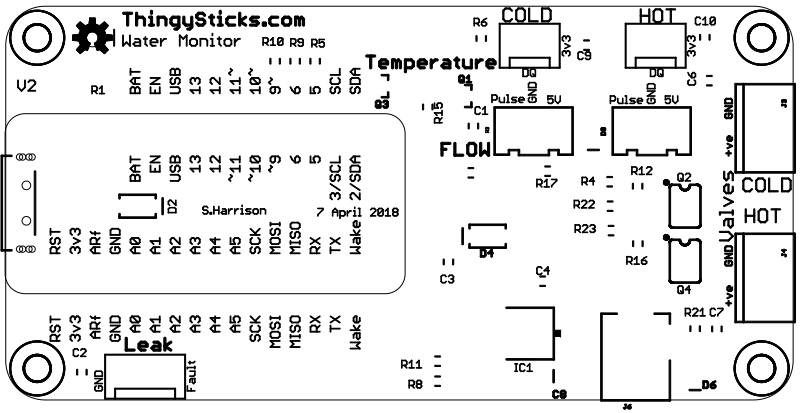 ThingySticks.com
Water Monitor
V2
R1
R10 R9 R5
BAT EN USB 13 12 11~ 10~ 9~ 6 5 SCL SDA
Temperature
Q3
Q1
R6
COLD
3v3
C9
DQ
GND
HOT
3v3
C10
DQ
GND
C6
R15
C1
Pulse 5V
Pulse 5V
FLOW
R17
GND
+ve
J3
COLD
BAT EN USB 13 12 ~11 ~10 ~9 6 5 3/SCL 2/SDA
D2
S.Harrison
7 April 2018
RST 3v3 ARf GND A0 A1 A2 A3 A4 A5 SCK MOSI MISO RX TX Wake
R4
R22
R23
R12
R16
Q2
Q4
Valves
HOT
GND
+ve
J4
D4
C3
C4
RST 3v3 ARf GND A0 A1 A2 A3 A4 A5 SCK MOSI MISO RX TX Wake
C2
Leak
GND
Fault
R11
R8
IC1
C8
J6
D6
R21 C7